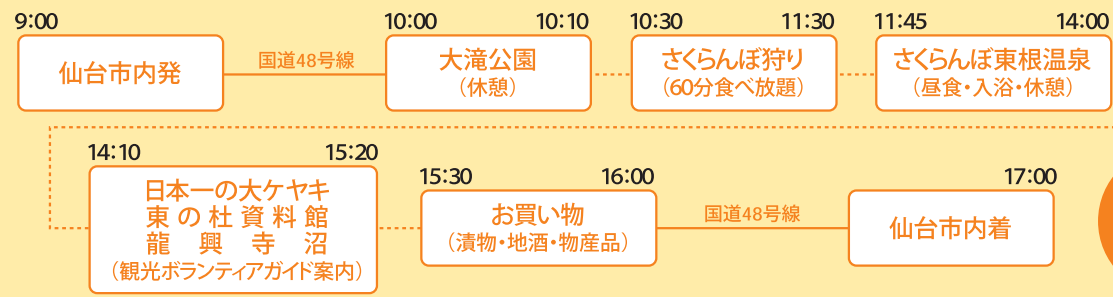 9:00
仙台市内発
国道48号線
10:00 10:10
大滝公園
（休憩）
10:30 11:30
さくらんぼ狩り
（60分食べ放題）
11:45 14:00
さくらんぼ東根温泉
（昼食・入浴・休憩）
14:10 15:20
日本一の大ケヤキ
東の杜資料館
龍興寺沼
（観光ボランティアガイド案内）
15:30 16:00
お買い物
（漬物・地酒・物産品）
国道48号線
17:00
仙台市内着